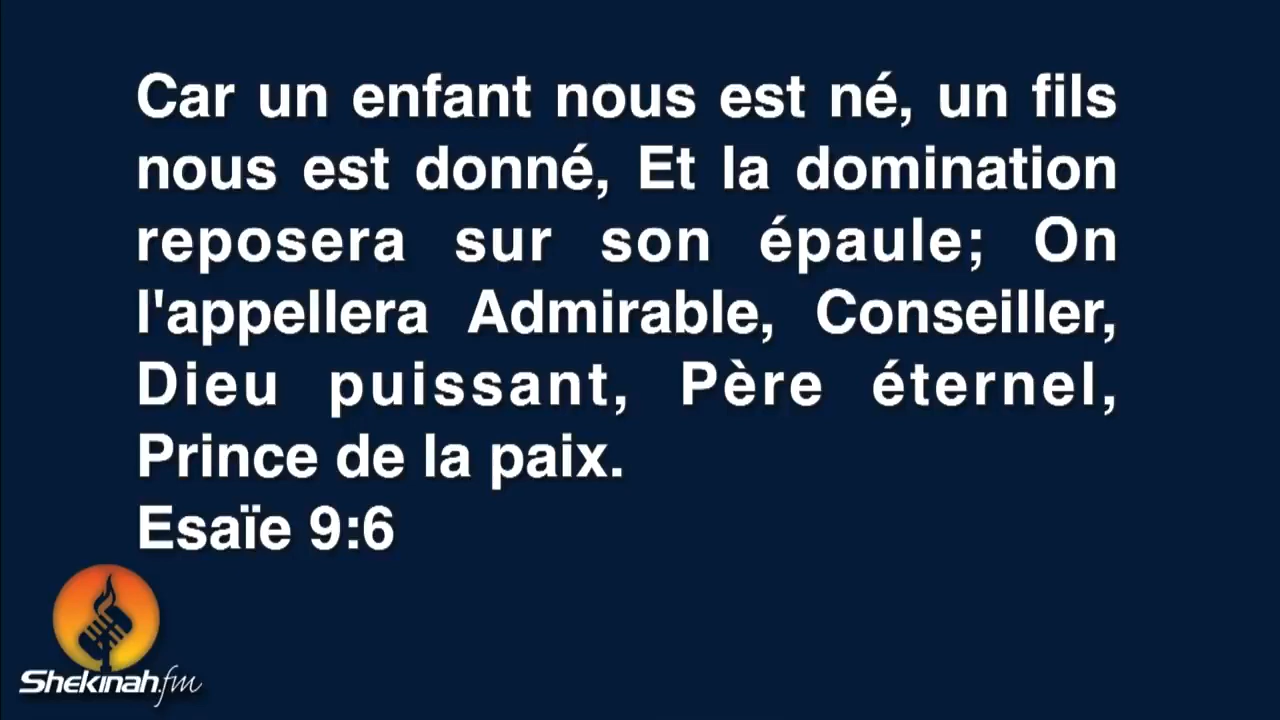 Car un enfant nous est né, un fils
nous est donné, Et la domination
reposera sur son épaule; On
l'appellera Admirable, Conseiller,
Dieu puissant, Père éternel,
Prince de la paix.
Esaïe 9:6
Shekinah.fm